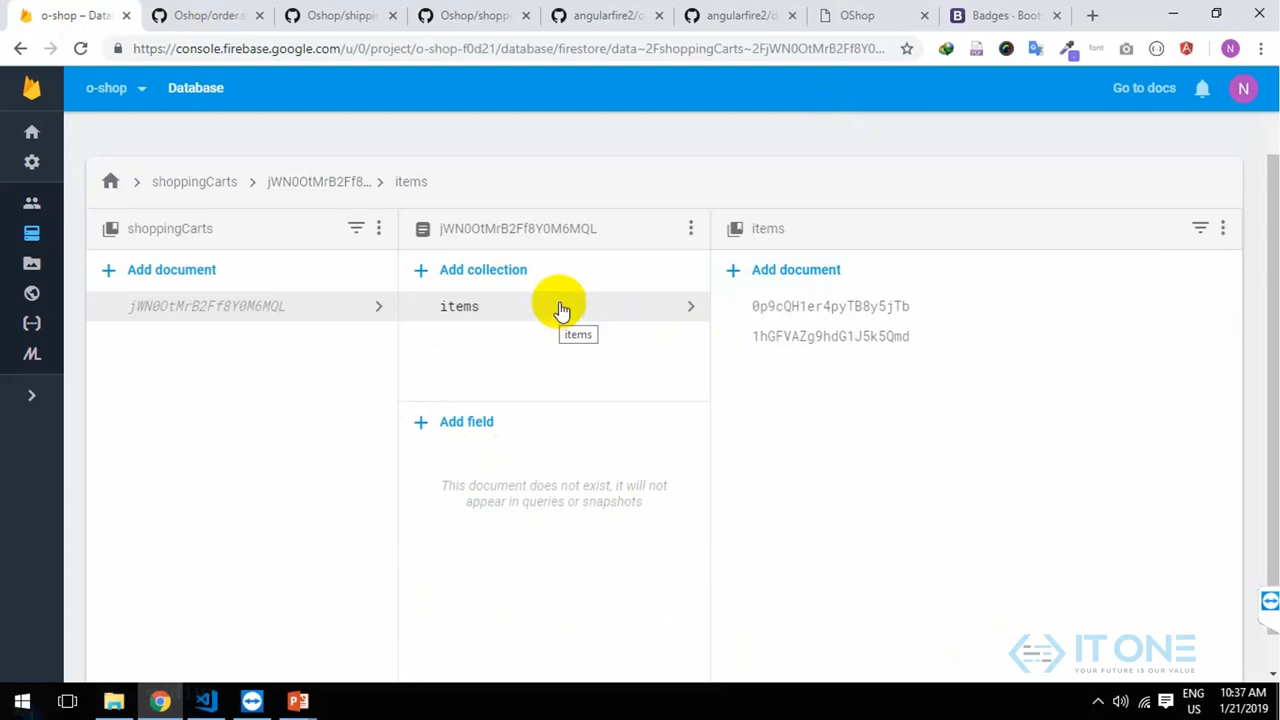 o-shop – Data
Oshop/order.s
Oshop/shippin
Oshop/shopp
angularfire2/c
angularfire2/d
OShop
Badges · Boots
https://console.firebase.google.com/u/0/project/o-shop-f0d21/database/firestore/data~2FshoppingCarts~2FjWN0OtMrB2Ff8Y0M...
font
N
o-shop
Database
Go to docs
N
shoppingCarts
jWN0OtMrB2Ff8...
items
shoppingCarts
jWN0OtMrB2Ff8Y0M6MQL
items
Add document
Add collection
Add document
jWN0OtMrB2Ff8Y0M6MQL
items
0p9cQH1er4pyTB8y5jTb
items
1hGFVAZg9hdG1J5k5Qmd
Add field
This document does not exist, it will not
appear in queries or snapshots
IT ONE
YOUR FUTURE IS OUR VALUE
ENG
10:37 AM
US
1/21/2019